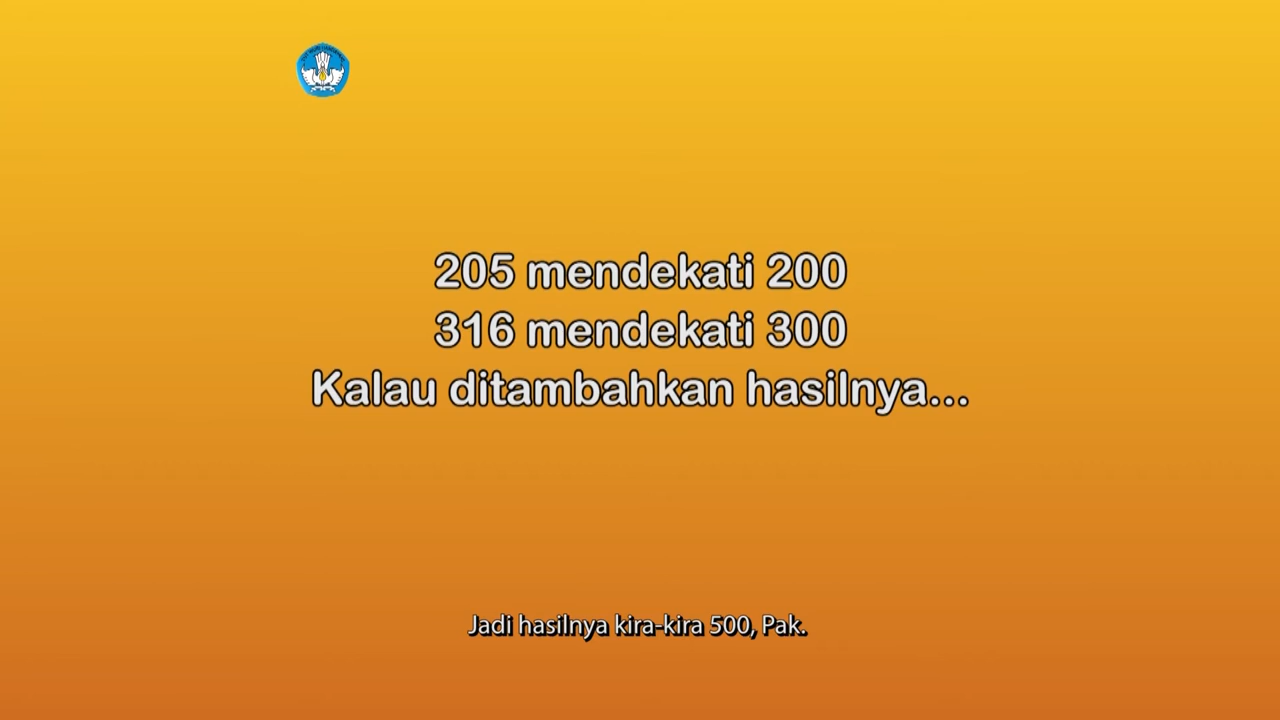 205 mendekati 200
316 mendekati 300
Kalau ditambahkan hasilnya...
Jadi hasilnya kira-kira 500, Pak.